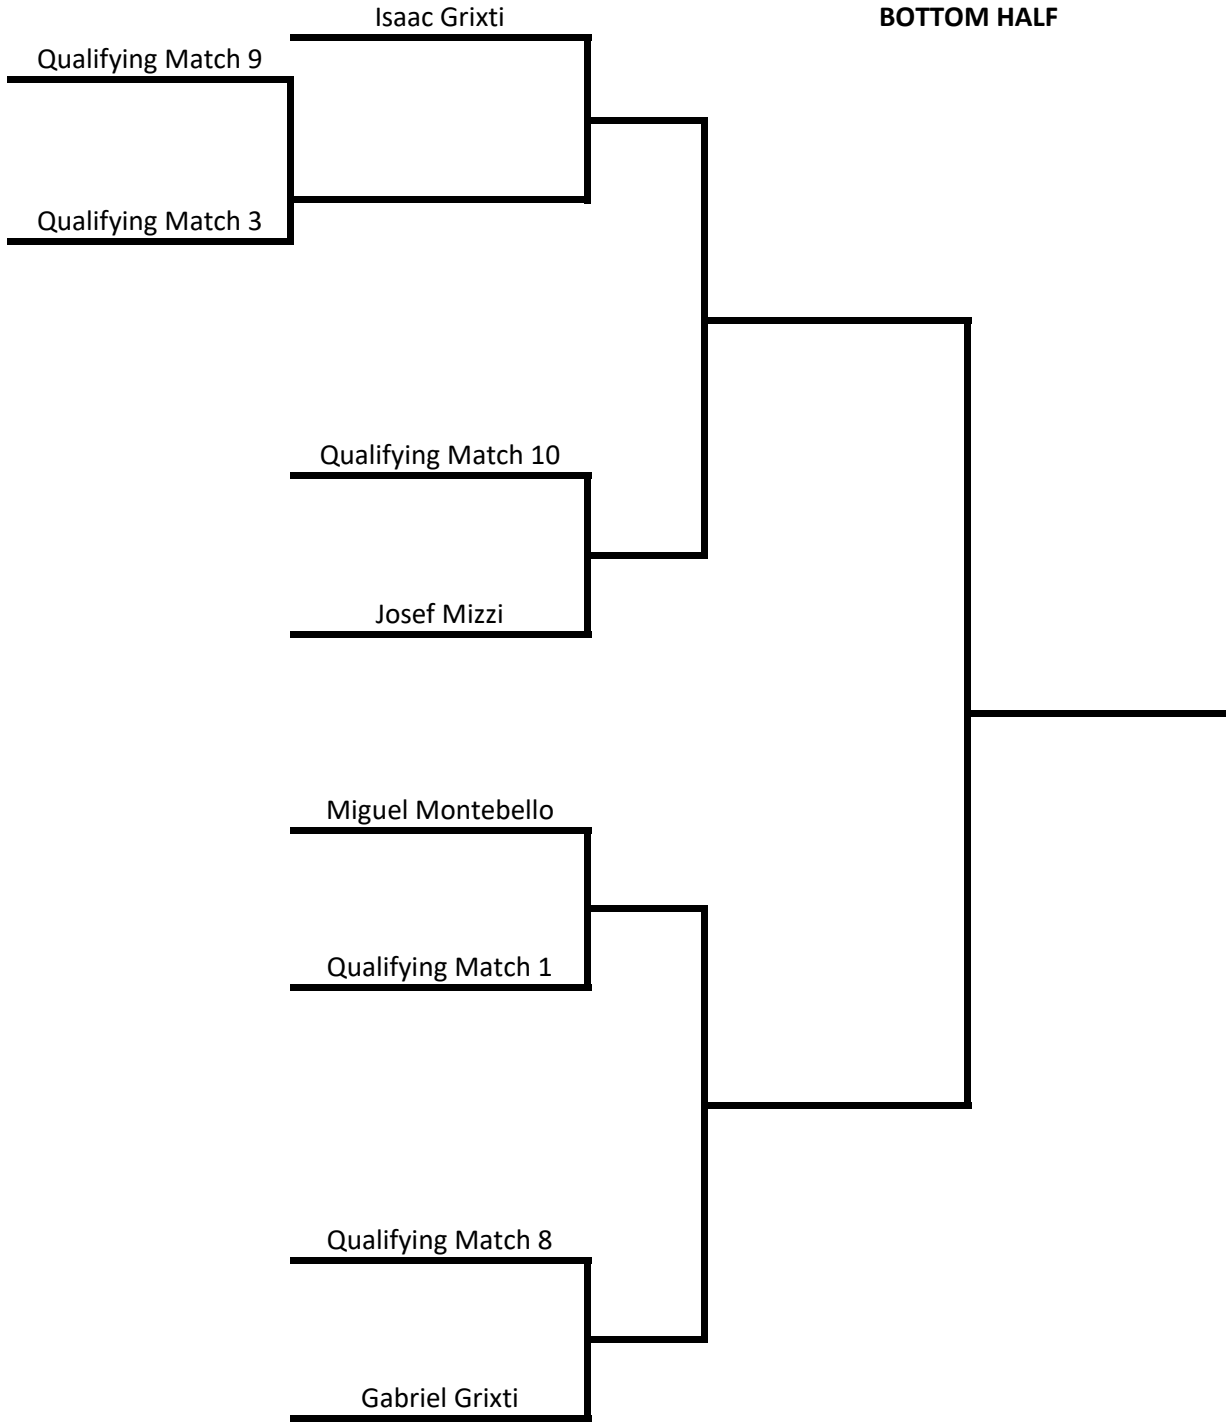 Isaac Grixti
BOTTOM HALF
Qualifying Match 9
Qualifying Match 3
Qualifying Match 10
Josef Mizzi
Miguel Montebello
Qualifying Match 1
Qualifying Match 8
Gabriel Grixti